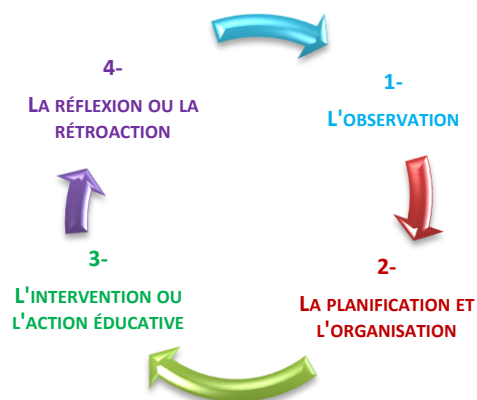 1-
L'OBSERVATION
2-
LA PLANIFICATION ET
L'ORGANISATION
3-
L'INTERVENTION OU
L'ACTION ÉDUCATIVE
4-
LA RÉFLEXION OU LA
RÉTROACTION